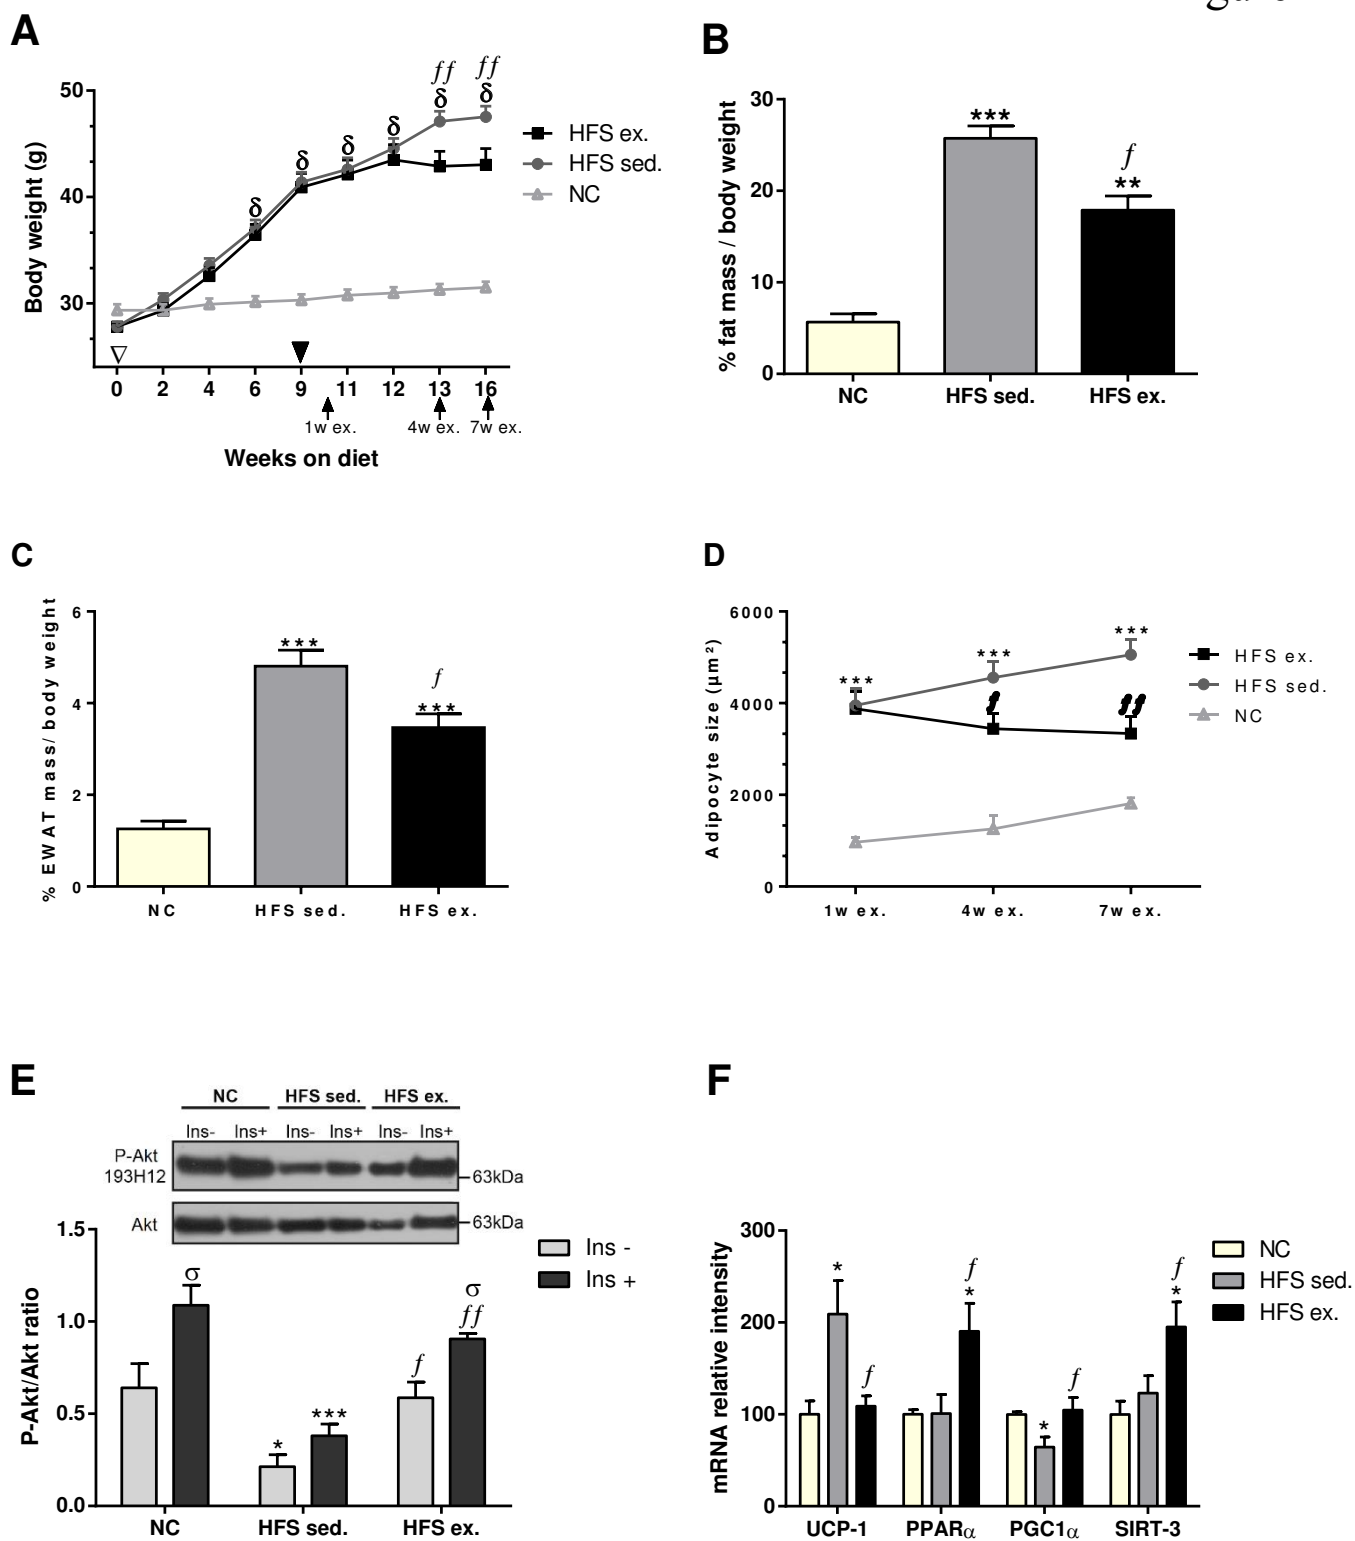 A
ff ff
δ δ δ δ δ δ
50
40
30
Body weight (g)
HFS ex.
HFS sed.
NC
0 2 4 6 9 11 12 13 16
1w ex. 4w ex. 7w ex.
Weeks on diet
B
30
20
10
0
% fat mass / body weight
***
f
**
NC HFS sed. HFS ex.
C
6
4
2
0
% EWAT mass/ body weight
***
f
***
NC HFS sed. HFS ex.
D
6000
4000
2000
0
Adipocyte size (µm²)
*** *** ***
f ff
HFS ex.
HFS sed.
NC
1w ex. 4w ex. 7w ex.
E
NC HFS sed. HFS ex.
Ins- Ins+ Ins- Ins+ Ins- Ins+
P-Akt
193H12
63kDa
Akt
63kDa
1.5
1.0
0.5
0.0
P-Akt/Akt ratio
Ins -
Ins +
σ
* ***
σ
f ff
NC HFS sed. HFS ex.
F
300
200
100
0
mRNA relative intensity
NC
HFS sed.
HFS ex.
* f
f
*
* f
f
*
UCP-1 PPARα PGC1α SIRT-3